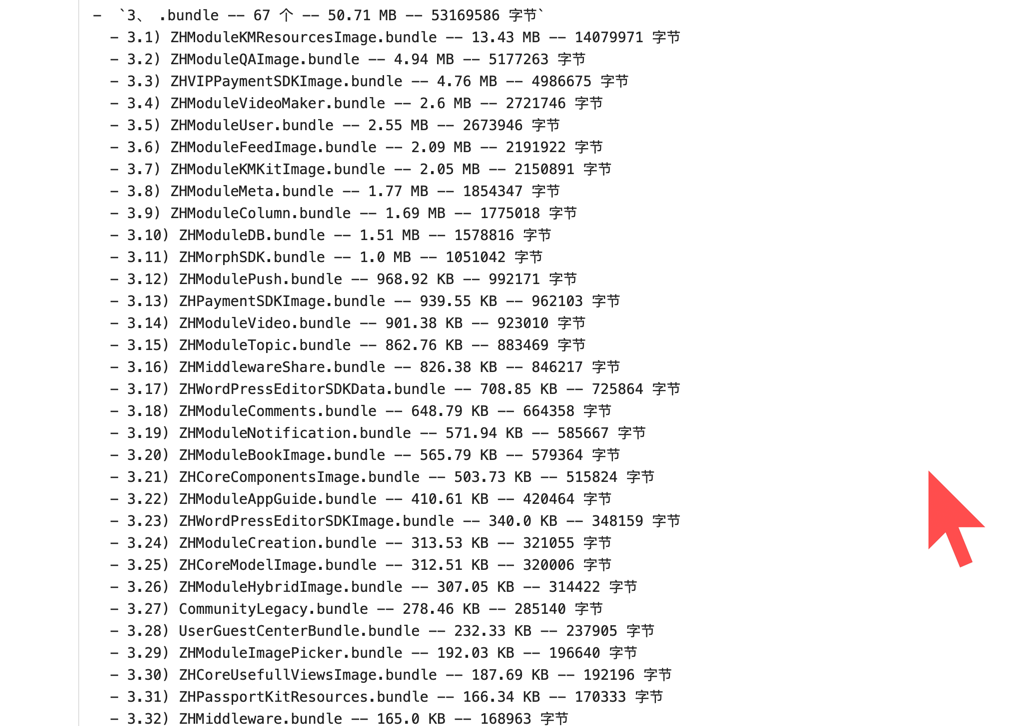 - `3、 .bundle -- 67 个 -- 50.71 MB -- 53169586 字节`
- 3.1) ZHModuleKMResourcesImage.bundle -- 13.43 MB -- 14079971 字节
- 3.2) ZHModuleQAImage.bundle -- 4.94 MB -- 5177263 字节
- 3.3) ZHVIPPaymentSDKImage.bundle -- 4.76 MB -- 4986675 字节
- 3.4) ZHModuleVideoMaker.bundle -- 2.6 MB -- 2721746 字节
- 3.5) ZHModuleUser.bundle -- 2.55 MB -- 2673946 字节
- 3.6) ZHModuleFeedImage.bundle -- 2.09 MB -- 2191922 字节
- 3.7) ZHModuleKMKitImage.bundle -- 2.05 MB -- 2150891 字节
- 3.8) ZHModuleMeta.bundle -- 1.77 MB -- 1854347 字节
- 3.9) ZHModuleColumn.bundle -- 1.69 MB -- 1775018 字节
- 3.10) ZHModuleDB.bundle -- 1.51 MB -- 1578816 字节
- 3.11) ZHMorphSDK.bundle -- 1.0 MB -- 1051042 字节
- 3.12) ZHModulePush.bundle -- 968.92 KB -- 992171 字节
- 3.13) ZHPaymentSDKImage.bundle -- 939.55 KB -- 962103 字节
- 3.14) ZHModuleVideo.bundle -- 901.38 KB -- 923010 字节
- 3.15) ZHModuleTopic.bundle -- 862.76 KB -- 883469 字节
- 3.16) ZHMiddlewareShare.bundle -- 826.38 KB -- 846217 字节
- 3.17) ZHWordPressEditorSDKData.bundle -- 708.85 KB -- 725864 字节
- 3.18) ZHModuleComments.bundle -- 648.79 KB -- 664358 字节
- 3.19) ZHModuleNotification.bundle -- 571.94 KB -- 585667 字节
- 3.20) ZHModuleBookImage.bundle -- 565.79 KB -- 579364 字节
- 3.21) ZHCoreComponentsImage.bundle -- 503.73 KB -- 515824 字节
- 3.22) ZHModuleAppGuide.bundle -- 410.61 KB -- 420464 字节
- 3.23) ZHWordPressEditorSDKImage.bundle -- 340.0 KB -- 348159 字节
- 3.24) ZHModuleCreation.bundle -- 313.53 KB -- 321055 字节
- 3.25) ZHCoreModelImage.bundle -- 312.51 KB -- 320006 字节
- 3.26) ZHModuleHybridImage.bundle -- 307.05 KB -- 314422 字节
- 3.27) CommunityLegacy.bundle -- 278.46 KB -- 285140 字节
- 3.28) UserGuestCenterBundle.bundle -- 232.33 KB -- 237905 字节
- 3.29) ZHModuleImagePicker.bundle -- 192.03 KB -- 196640 字节
- 3.30) ZHCoreUsefullViewsImage.bundle -- 187.69 KB -- 192196 字节
- 3.31) ZHPassportKitResources.bundle -- 166.34 KB -- 170333 字节
- 3.32) ZHMiddleware.bundle -- 165.0 KB -- 168963 字节